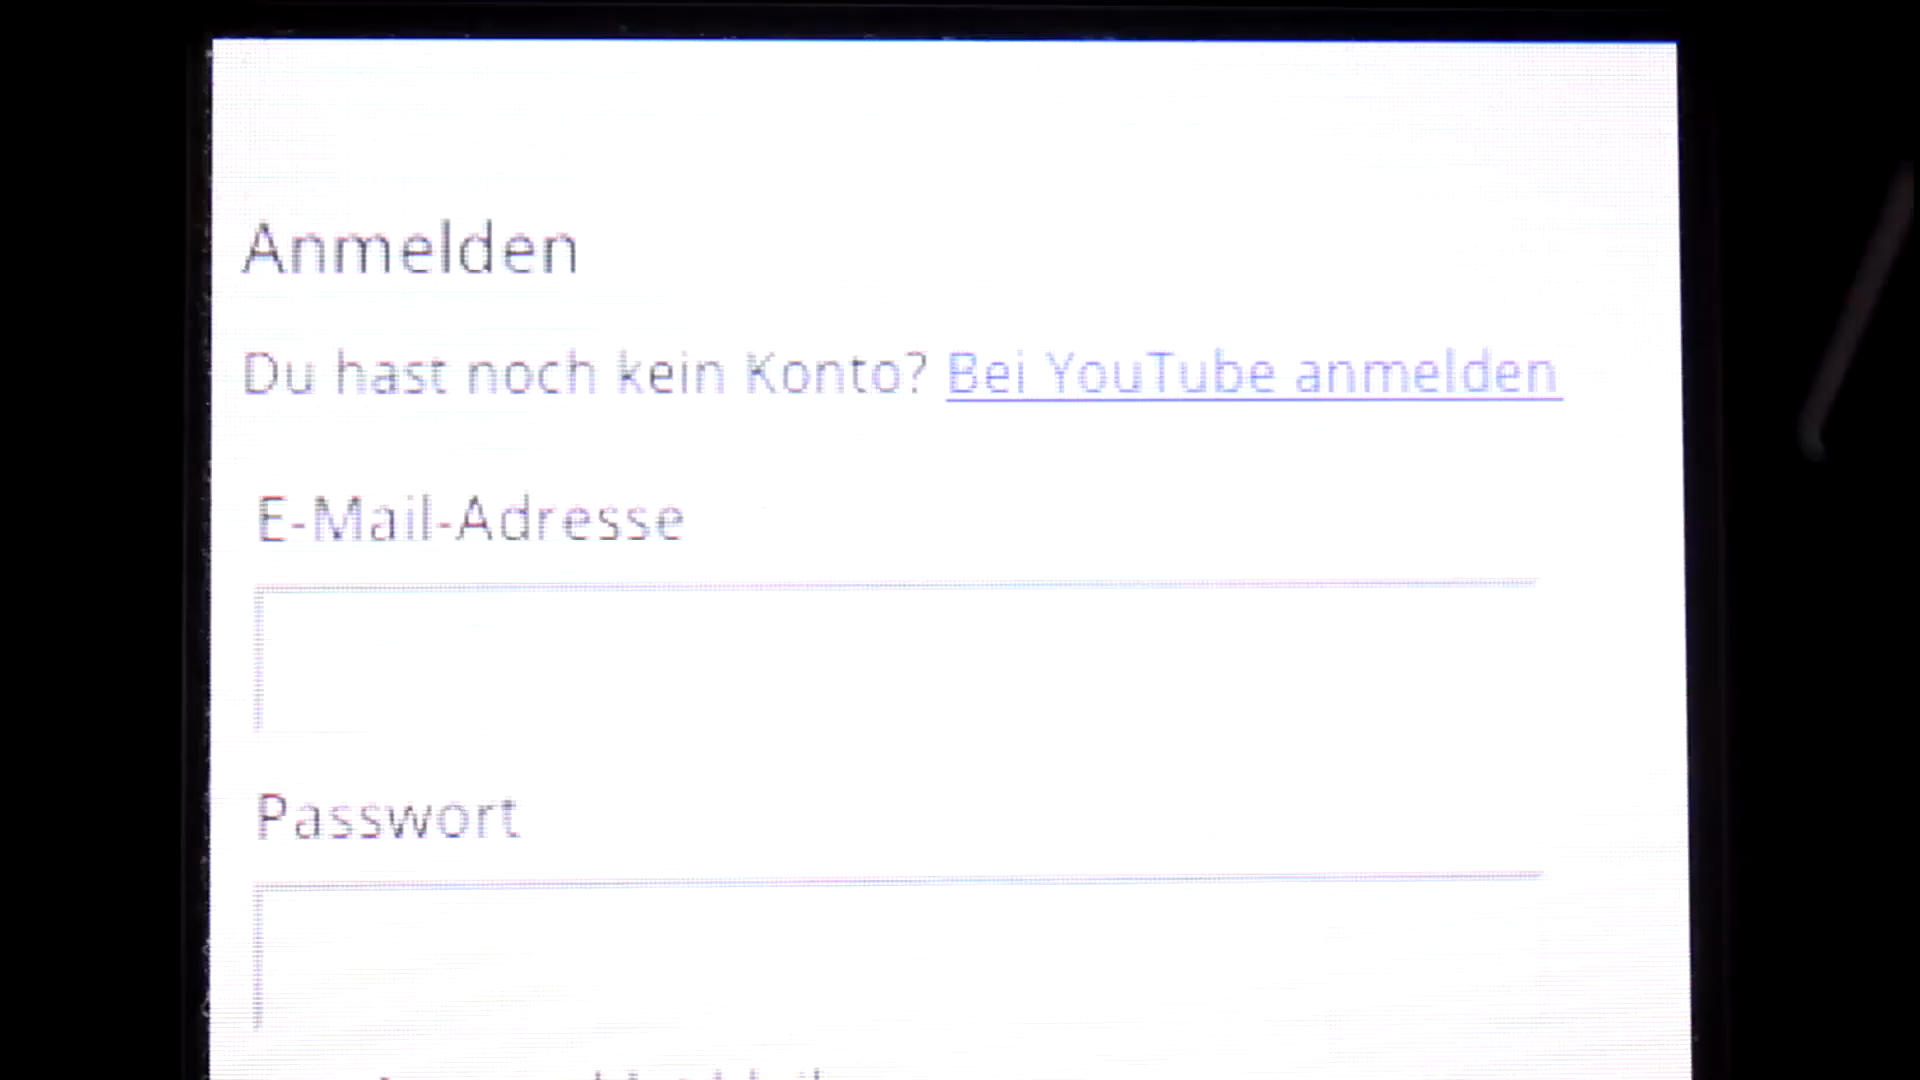 Anmelden
Du hast noch kein Konto? Bei YouTube anmelden
E-Mail-Adresse
Passwort